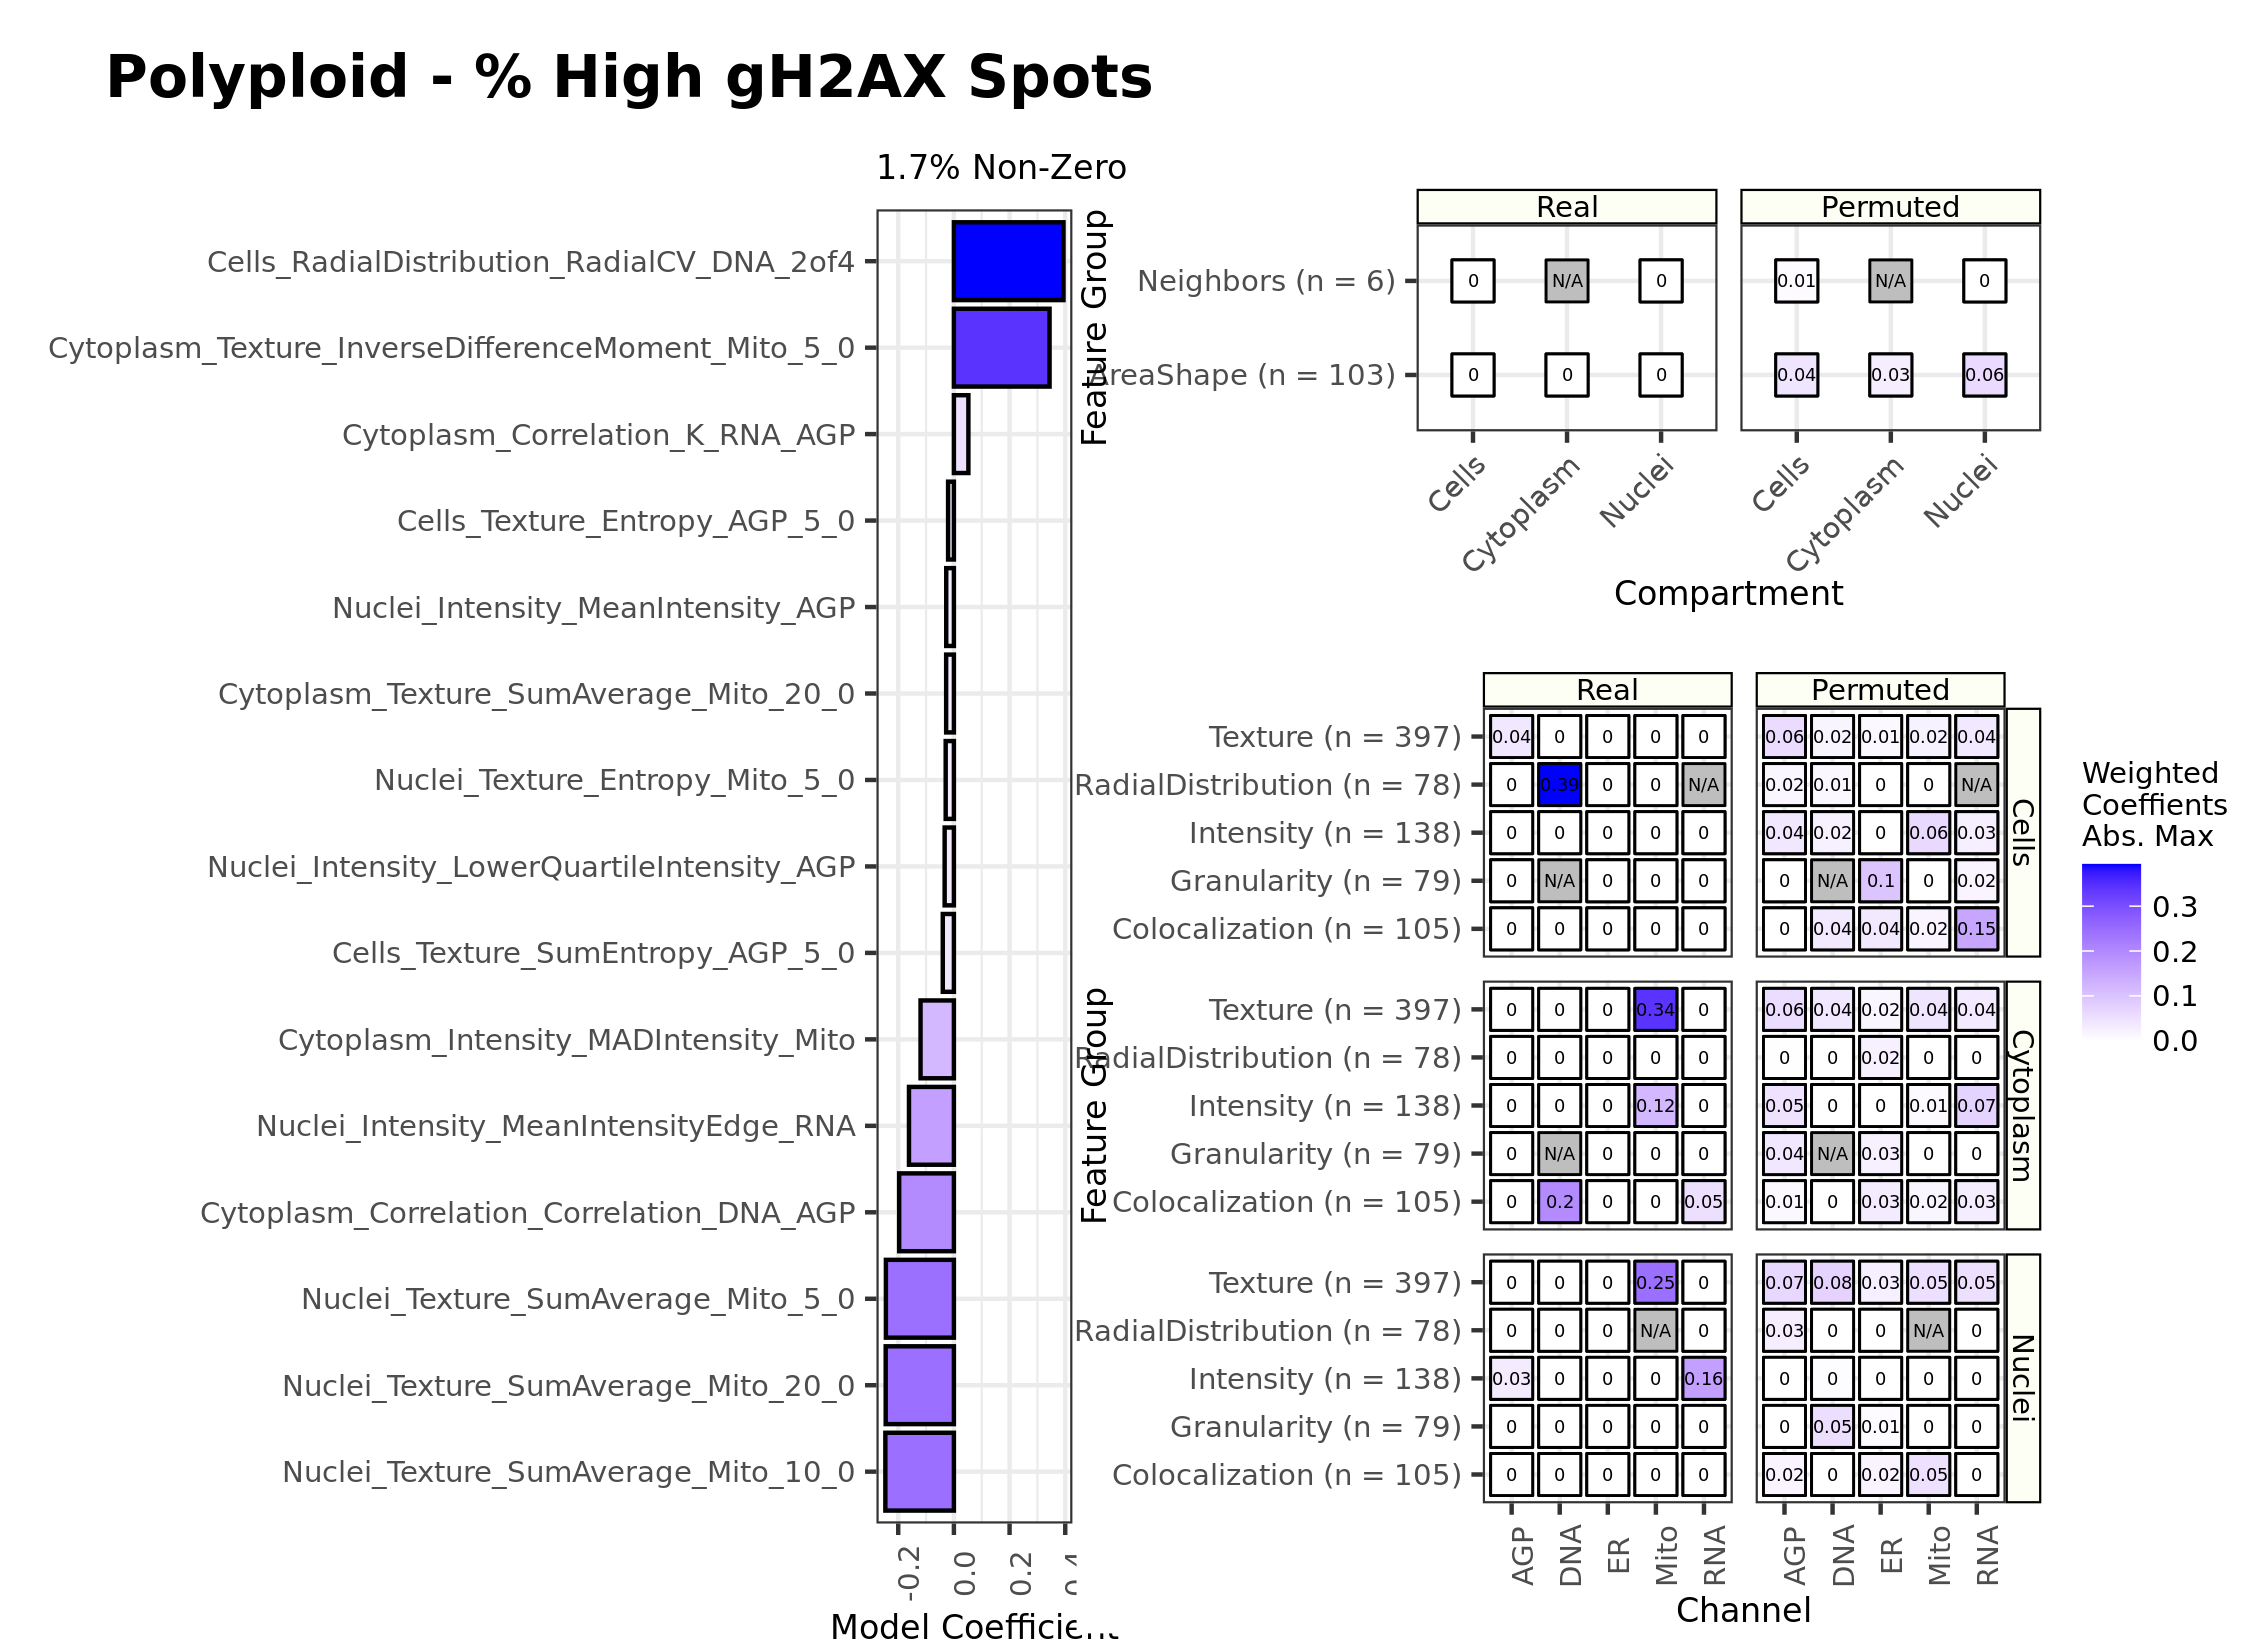 Polyploid - % High gH2AX Spots
1.7% Non-Zero
Cells_RadialDistribution_RadialCV_DNA_2of4
Cytoplasm_Texture_InverseDifferenceMoment_Mito_5_0
Cytoplasm_Correlation_K_RNA_AGP
Cells_Texture_Entropy_AGP_5_0
Nuclei_Intensity_MeanIntensity_AGP
Cytoplasm_Texture_SumAverage_Mito_20_0
Nuclei_Texture_Entropy_Mito_5_0
Nuclei_Intensity_LowerQuartileIntensity_AGP
Cells_Texture_SumEntropy_AGP_5_0
Cytoplasm_Intensity_MADIntensity_Mito
Nuclei_Intensity_MeanIntensityEdge_RNA
Cytoplasm_Correlation_Correlation_DNA_AGP
Nuclei_Texture_SumAverage_Mito_5_0
Nuclei_Texture_SumAverage_Mito_20_0
Nuclei_Texture_SumAverage_Mito_10_0
-0.2 0.0 0.2 0.4
Model Coefficient
Feature Group
Real Permuted
Neighbors (n = 6) 0 N/A 0 0.01 N/A 0
AreaShape (n = 103) 0 0 0 0.04 0.03 0.06
Cells Cytoplasm Nuclei Cells Cytoplasm Nuclei
Compartment
Feature Group
Real Permuted
Texture (n = 397) 0.04 0 0 0 0 0.06 0.02 0.01 0.02 0.04
RadialDistribution (n = 78) 0 0.39 0 0 N/A 0.02 0.01 0 0 N/A
Intensity (n = 138) 0 0 0 0 0 0.04 0.02 0 0.06 0.03
Granularity (n = 79) 0 N/A 0 0 0 0 N/A 0.1 0 0.02
Colocalization (n = 105) 0 0 0 0 0 0 0.04 0.04 0.02 0.15
Cells
Texture (n = 397) 0 0 0 0.34 0 0.06 0.04 0.02 0.04 0.04
RadialDistribution (n = 78) 0 0 0 0 0 0 0 0.02 0 0
Intensity (n = 138) 0 0 0 0.12 0 0.05 0 0 0.01 0.07
Granularity (n = 79) 0 N/A 0 0 0 0.04 N/A 0.03 0 0
Colocalization (n = 105) 0 0.2 0 0 0.05 0.01 0 0.03 0.02 0.03
Cytoplasm
Texture (n = 397) 0 0 0 0.25 0 0.07 0.08 0.03 0.05 0.05
RadialDistribution (n = 78) 0 0 0 N/A 0 0.03 0 0 N/A 0
Intensity (n = 138) 0.03 0 0 0 0.16 0 0 0 0 0
Granularity (n = 79) 0 0 0 0 0 0 0.05 0.01 0 0
Colocalization (n = 105) 0 0 0 0 0 0.02 0 0.02 0.05 0
Nuclei
AGP DNA ER Mito RNA AGP DNA ER Mito RNA
Channel
Weighted
Coeffients
Abs. Max
0.3
0.2
0.1
0.0